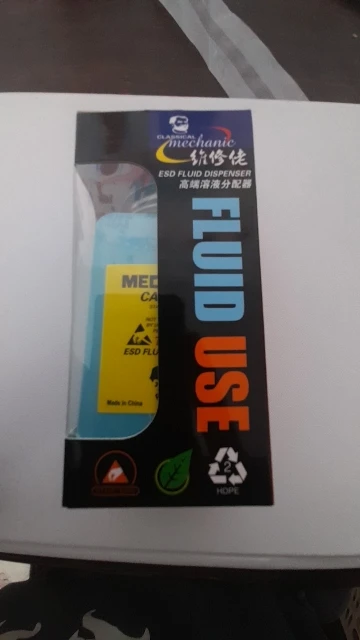 CLASSICAL
mechanic
维修佬
ESD FLUID DISPENSER
高端溶液分配器
FLUID USE
MED
CA
ESD FLU
Made in China
2
HDPE